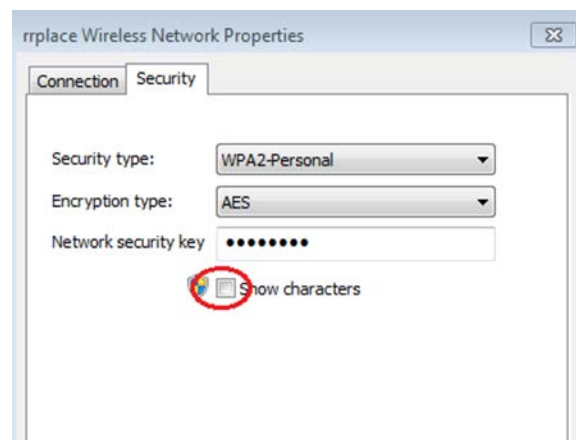 rrplace Wireless Network Properties
Connection Security
Security type: WPA2-Personal
Encryption type: AES
Network security key ●●●●●●●●
Show characters